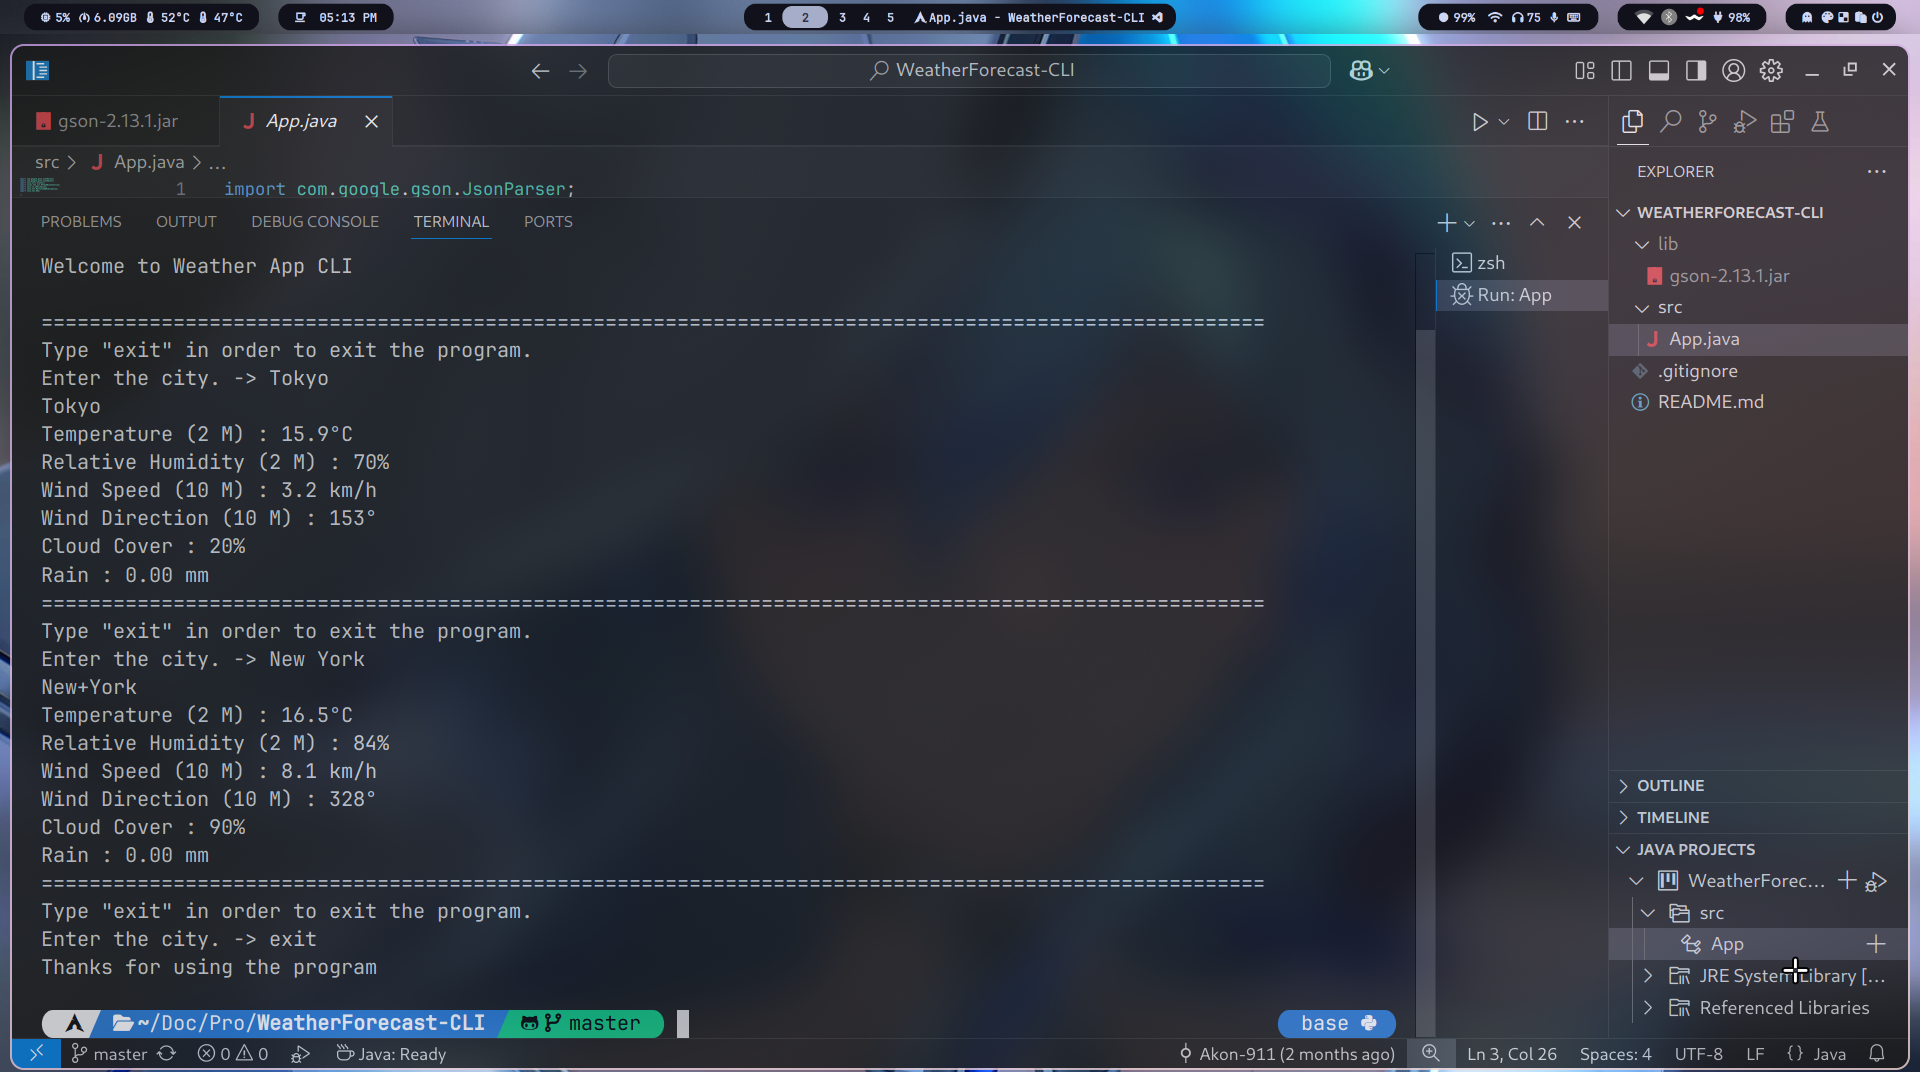 5% 6.09GB 52°C 47°C
05:13 PM
1 2 3 4 5 App.java - WeatherForecast-CLI
99% 75
98%
WeatherForecast-CLI
gson-2.13.1.jar
App.java
src > App.java > ...
1 import com.google.gson.JsonParser;
PROBLEMS OUTPUT DEBUG CONSOLE TERMINAL PORTS
Welcome to Weather App CLI
======================================================================================================
Type "exit" in order to exit the program.
Enter the city. -> Tokyo
Tokyo
Temperature (2 M) : 15.9°C
Relative Humidity (2 M) : 70%
Wind Speed (10 M) : 3.2 km/h
Wind Direction (10 M) : 153°
Cloud Cover : 20%
Rain : 0.00 mm
======================================================================================================
Type "exit" in order to exit the program.
Enter the city. -> New York
New+York
Temperature (2 M) : 16.5°C
Relative Humidity (2 M) : 84%
Wind Speed (10 M) : 8.1 km/h
Wind Direction (10 M) : 328°
Cloud Cover : 90%
Rain : 0.00 mm
======================================================================================================
Type "exit" in order to exit the program.
Enter the city. -> exit
Thanks for using the program
~/Doc/Pro/WeatherForecast-CLI master
base
zsh
Run: App
EXPLORER
WEATHERFORECAST-CLI
lib
gson-2.13.1.jar
src
App.java
.gitignore
README.md
OUTLINE
TIMELINE
JAVA PROJECTS
WeatherForec...
src
App
JRE System Library [...
Referenced Libraries
master 0 0 Java: Ready
Akon-911 (2 months ago) Ln 3, Col 26 Spaces: 4 UTF-8 LF {} Java